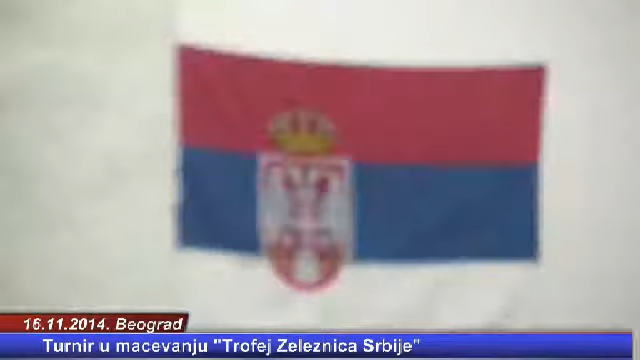 16.11.2014. Beograd
Turnir u macevanju "Trofej Zeleznica Srbije"